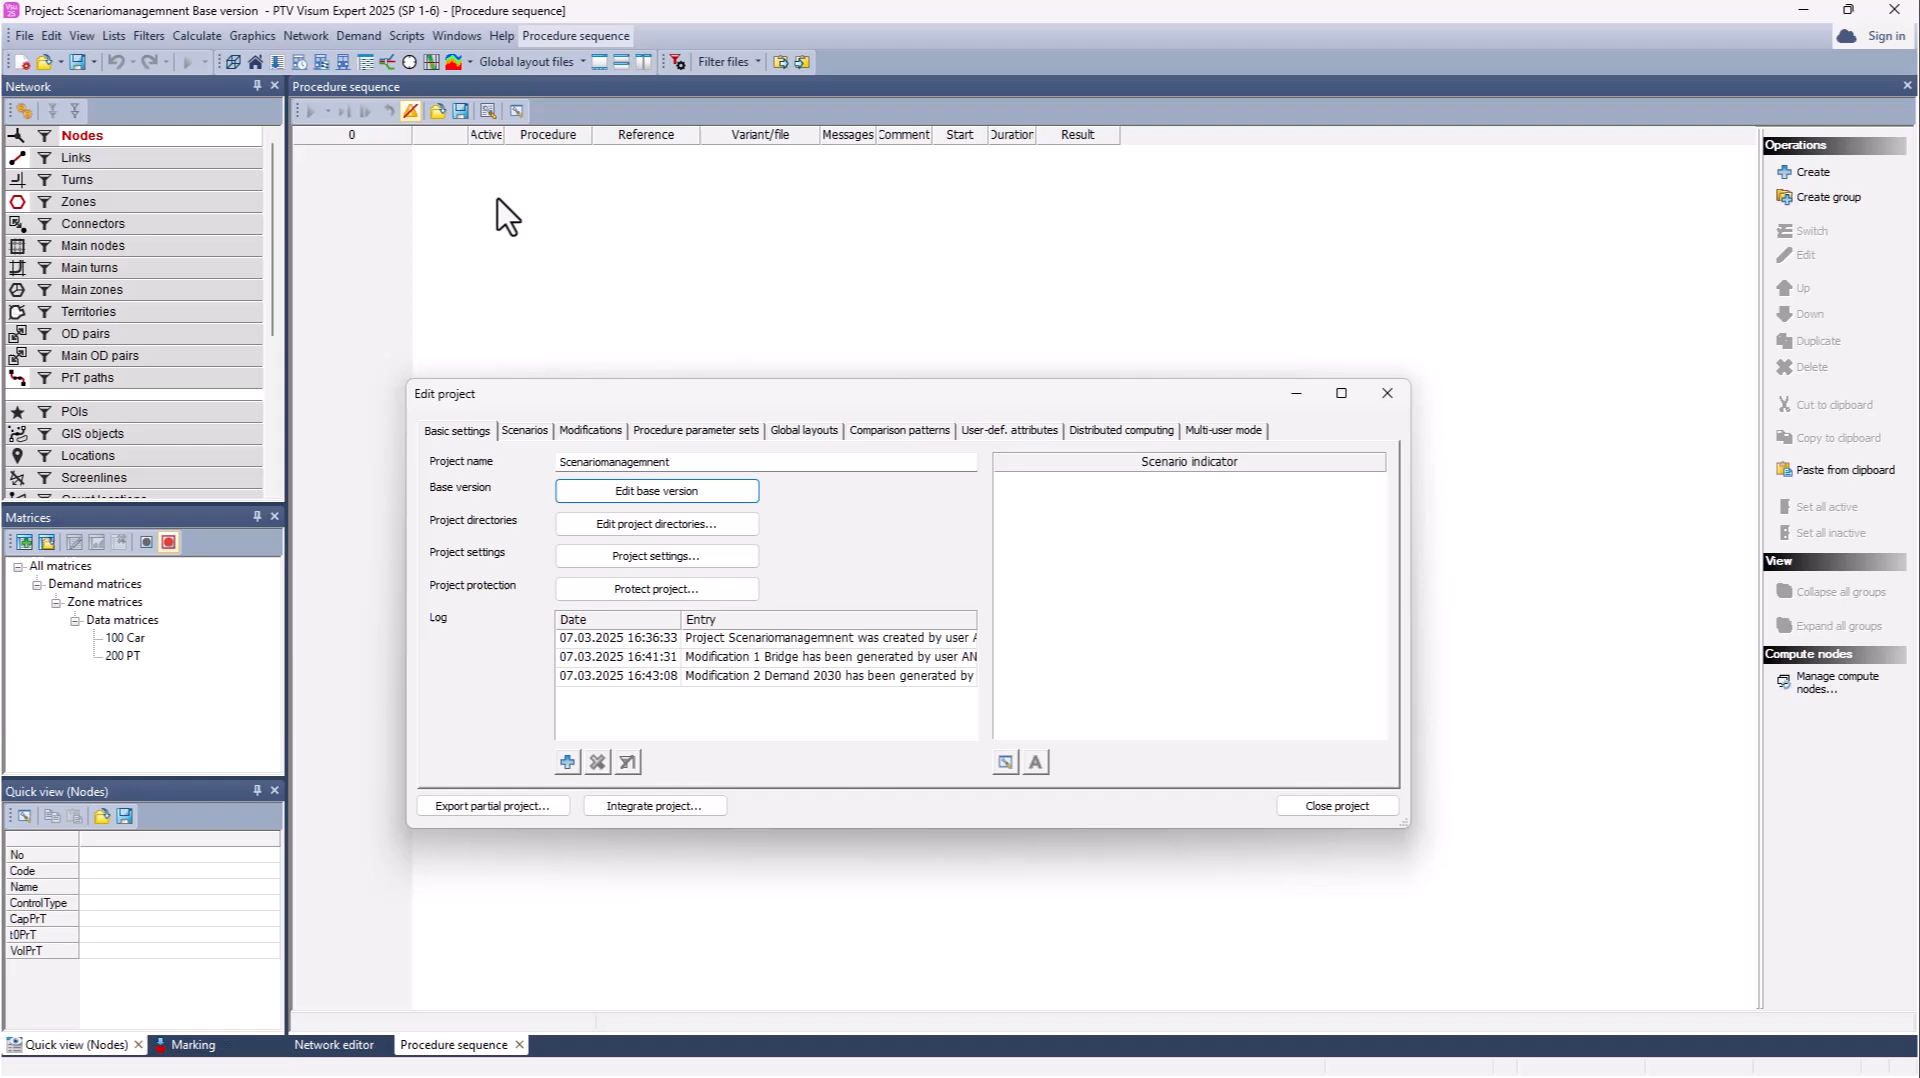 Project: Scenariomanagemnent Base version - PTV Visum Expert 2025 (SP 1-6) - [Procedure sequence]
File Edit View Lists Filters Calculate Graphics Network Demand Scripts Windows Help Procedure sequence
Sign in
Global layout files
Filter files
Network
Nodes
Links
Turns
Zones
Connectors
Main nodes
Main turns
Main zones
Territories
OD pairs
Main OD pairs
PrT paths
POIs
GIS objects
Locations
Screenlines
Matrices
All matrices
Demand matrices
Zone matrices
Data matrices
100 Car
200 PT
Quick view (Nodes)
No
Code
Name
ControlType
CapPrT
t0PrT
VolPrT
Quick view (Nodes)
Marking
Procedure sequence
0 Active Procedure Reference Variant/file Messages Comment Start Duration Result
Edit project
Basic settings Scenarios Modifications Procedure parameter sets Global layouts Comparison patterns User-def. attributes Distributed computing Multi-user mode
Project name Scenariomanagemnent
Base version Edit base version
Project directories Edit project directories...
Project settings Project settings...
Project protection Protect project...
Log
Date Entry
07.03.2025 16:36:33 Project Scenariomanagemnent was created by user
07.03.2025 16:41:31 Modification 1 Bridge has been generated by user AN
07.03.2025 16:43:08 Modification 2 Demand 2030 has been generated by
Scenario indicator
A
Export partial project...
Integrate project...
Close project
Network editor
Procedure sequence
Operations
Create
Create group
Switch
Edit
Up
Down
Duplicate
Delete
Cut to clipboard
Copy to clipboard
Paste from clipboard
Set all active
Set all inactive
View
Collapse all groups
Expand all groups
Compute nodes
Manage compute
nodes...